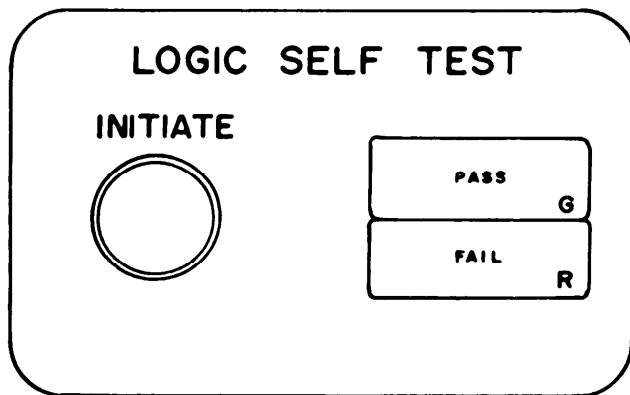 LOGIC SELF TEST
INITIATE
PASS
G
FAIL
R